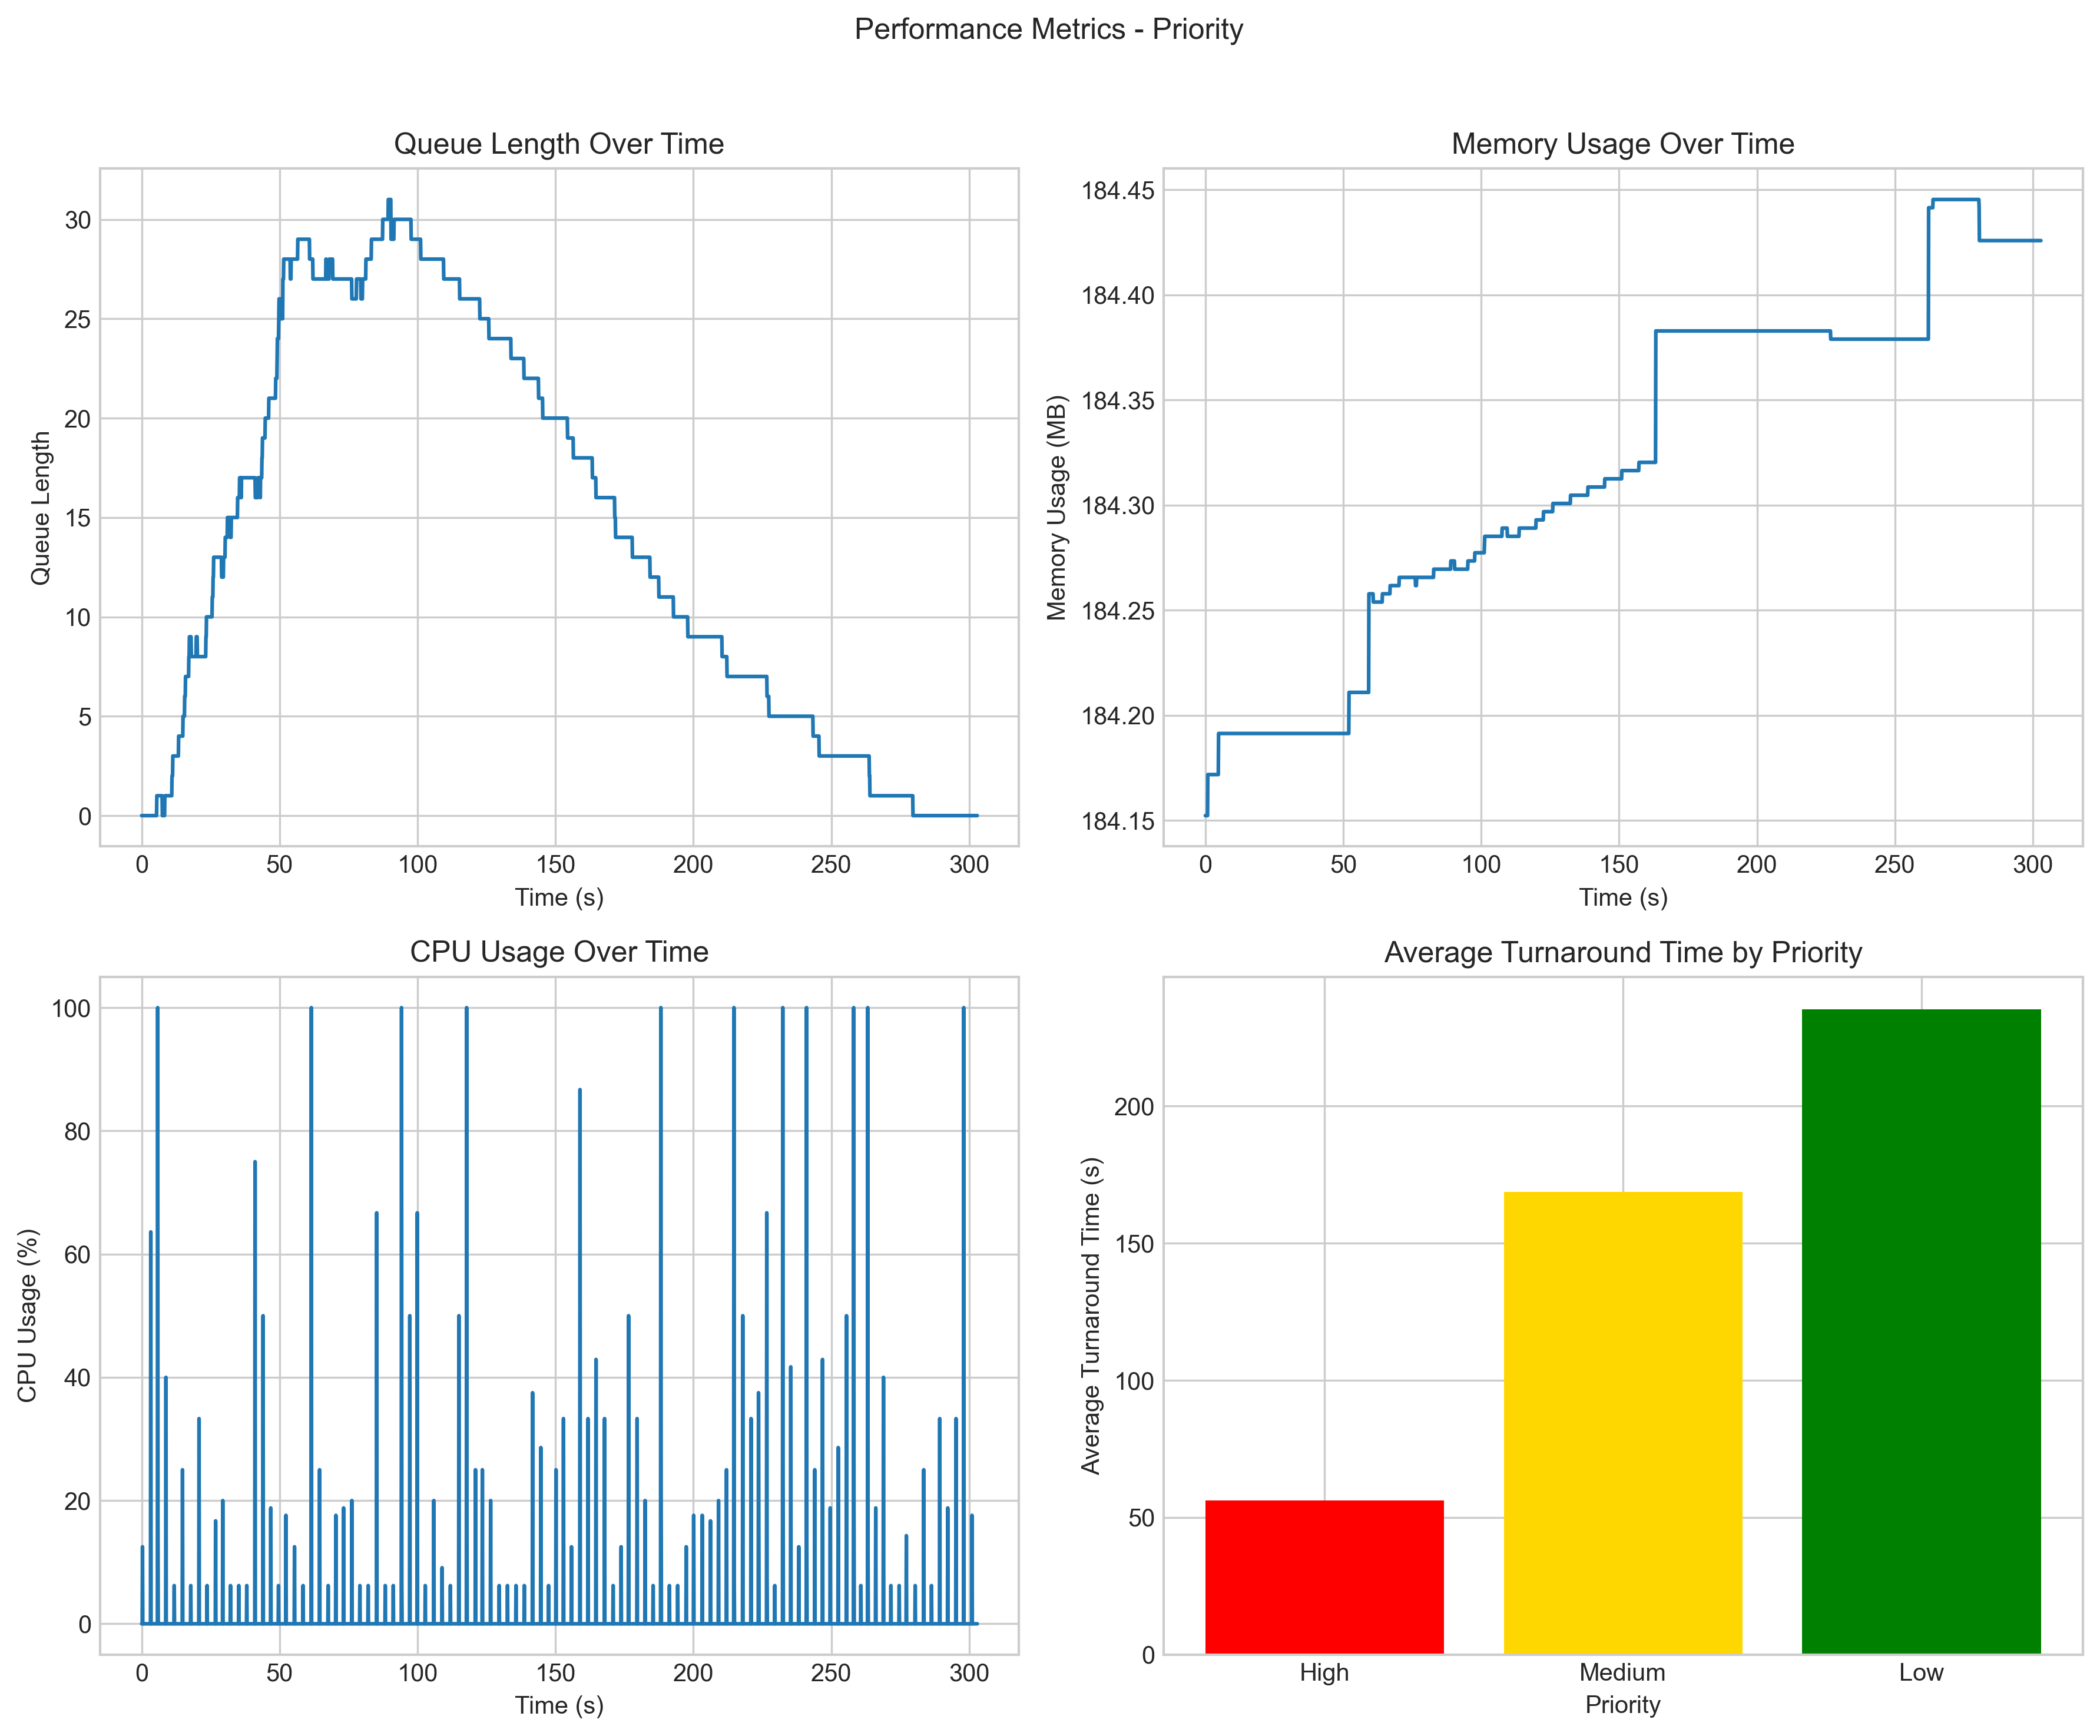 Performance Metrics - Priority
Queue Length Over Time
Queue Length
30
25
20
15
10
5
0
0 50 100 150 200 250 300
Time (s)
Memory Usage Over Time
Memory Usage (MB)
184.45
184.40
184.35
184.30
184.25
184.20
184.15
0 50 100 150 200 250 300
Time (s)
CPU Usage Over Time
CPU Usage (%)
100
80
60
40
20
0
0 50 100 150 200 250 300
Time (s)
Average Turnaround Time by Priority
Average Turnaround Time (s)
200
150
100
50
0
High Medium Low
Priority